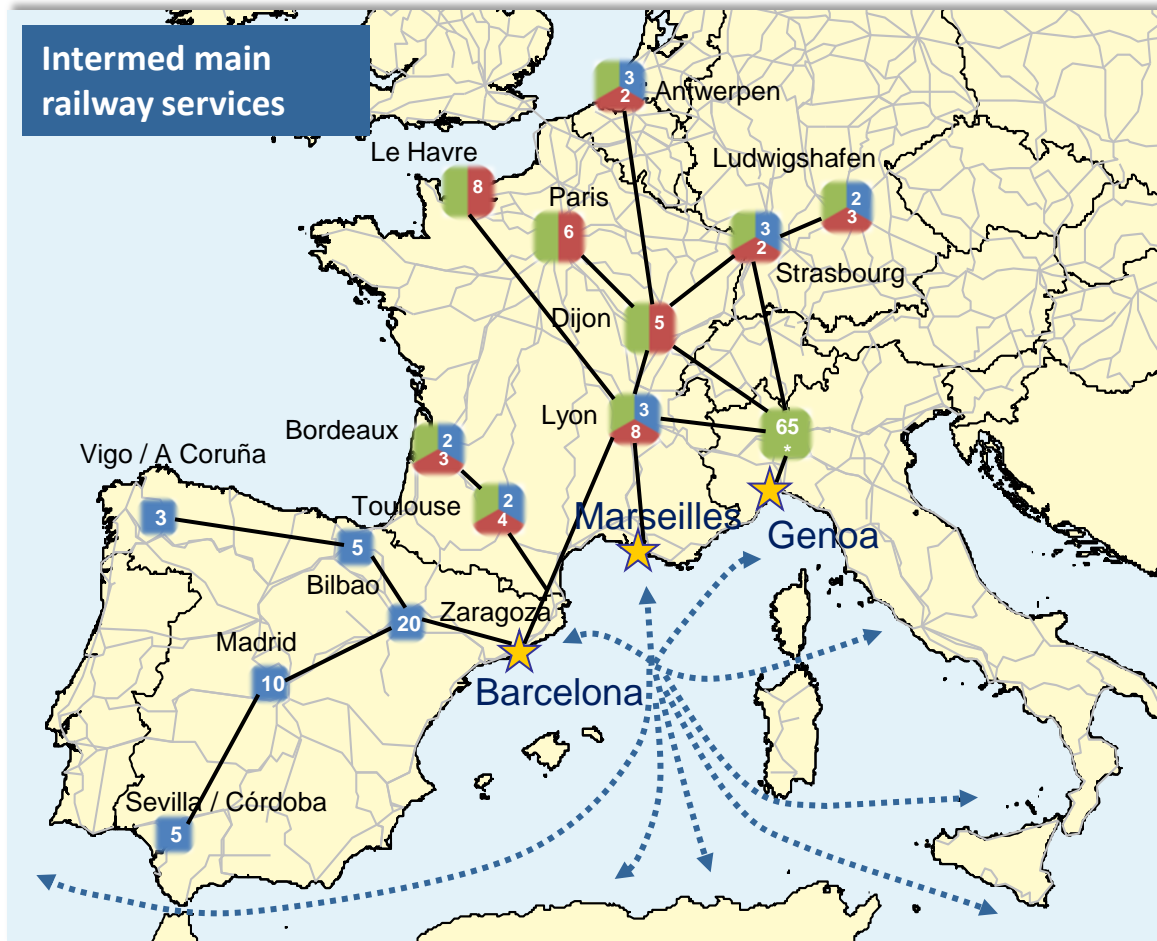 Intermed main
railway services
3
2
Antwerpen
Le Havre
8
Paris
6
Ludwigshafen
2
3
3
2
Strasbourg
Dijon
5
Lyon
3
8
65
*
Bordeaux
2
3
Vigo / A Coruña
3
Toulouse
2
4
Marseilles
Genoa
5
Bilbao
Zaragoza
20
Madrid
10
Barcelona
Sevilla / Córdoba
5